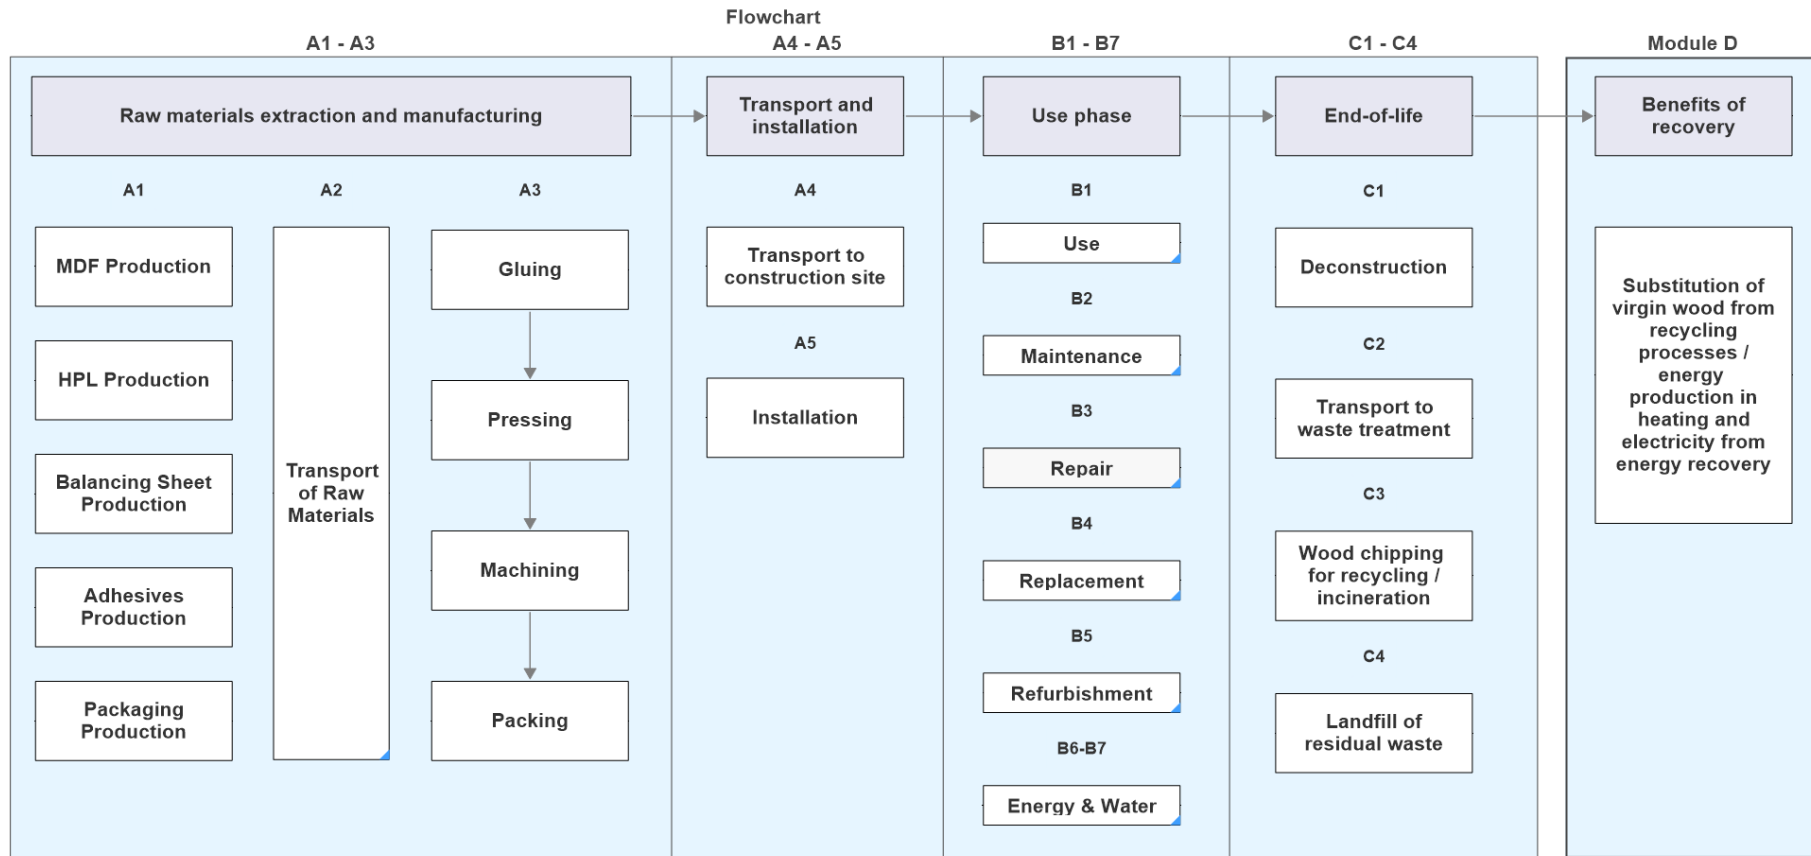 Flowchart
A1 - A3
A4 - A5
B1 - B7
C1 - C4
Module D
Raw materials extraction and manufacturing
Transport and
installation
Use phase
End-of-life
Benefits of
recovery
A1
MDF Production
HPL Production
Balancing Sheet
Production
Adhesives
Production
Packaging
Production
A2
Transport
of Raw
Materials
A3
Gluing
Pressing
Machining
Packing
A4
Transport to
construction site
A5
Installation
B1
Use
B2
Maintenance
B3
Repair
B4
Replacement
B5
Refurbishment
B6-B7
Energy & Water
C1
Deconstruction
C2
Transport to
waste treatment
C3
Wood chipping
for recycling /
incineration
C4
Landfill of
residual waste
Substitution of
virgin wood from
recycling
processes /
energy
production in
heating and
electricity from
energy recovery